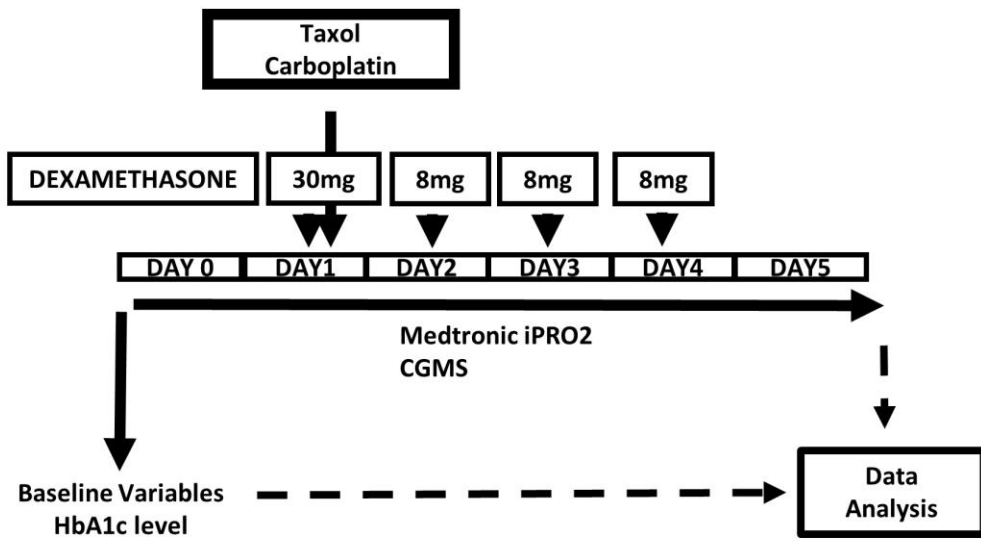 Taxol
Carboplatin
DEXAMETHASONE 30mg 8mg 8mg 8mg
DAY 0 DAY1 DAY2 DAY3 DAY4 DAY5
Medtronic iPRO2
CGMS
Baseline Variables
HbA1c level
Data
Analysis